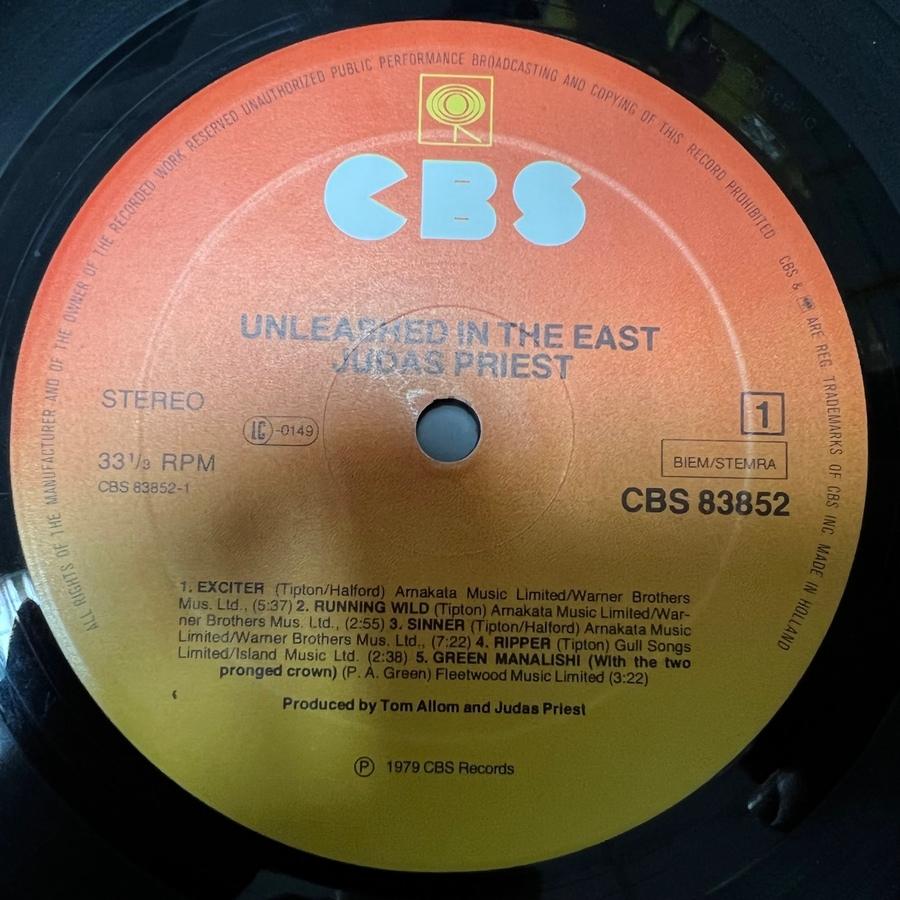 ALL RIGHTS OF THE MANUFACTURER AND OF THE OWNER OF THE RECORDED WORK RESERVED UNAUTHORIZED PUBLIC PERFORMANCE BROADCASTING AND COPYING OF THIS RECORD PROHIBITED
CBS & ARE REG. TRADEMARKS OF CBS INC MADE IN HOLLAND
CBS
UNLEASHED IN THE EAST
JUDAS PRIEST
STEREO
LC-0149
33 1/3 RPM
CBS 83852-1
1
BIEM/STEMRA
CBS 83852
1. EXCITER (Tipton/Halford) Arnakata Music Limited/Warner Brothers
Mus. Ltd., (5:37) 2. RUNNING WILD (Tipton) Arnakata Music Limited/War-
ner Brothers Mus. Ltd., (2:55) 3. SINNER (Tipton/Halford) Arnakata Music
Limited/Warner Brothers Mus. Ltd., (7:22) 4. RIPPER (Tipton) Gull Songs
Limited/Island Music Ltd. (2:38) 5. GREEN MANALISHI (With the two
pronged crown) (P. A. Green) Fleetwood Music Limited (3:22)
Produced by Tom Allom and Judas Priest
Ⓟ 1979 CBS Records